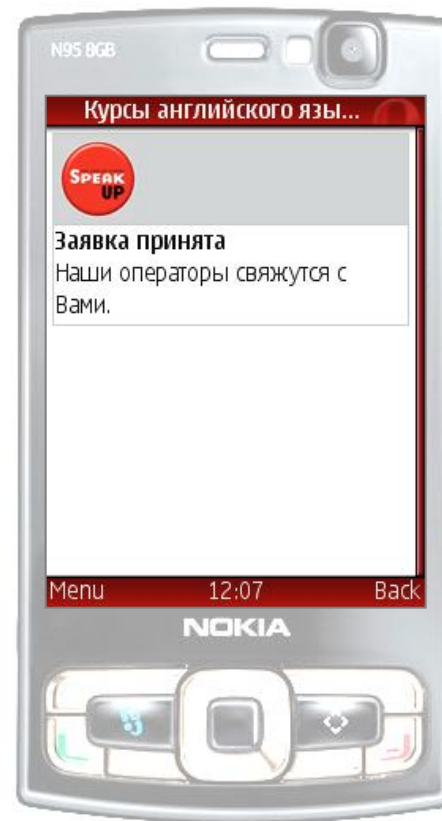 N95 8GB
Курсы английского язы...
SPEAK
UP
Заявка принята
Наши операторы свяжутся с
Вами.
Menu 12:07 Back
NOKIA